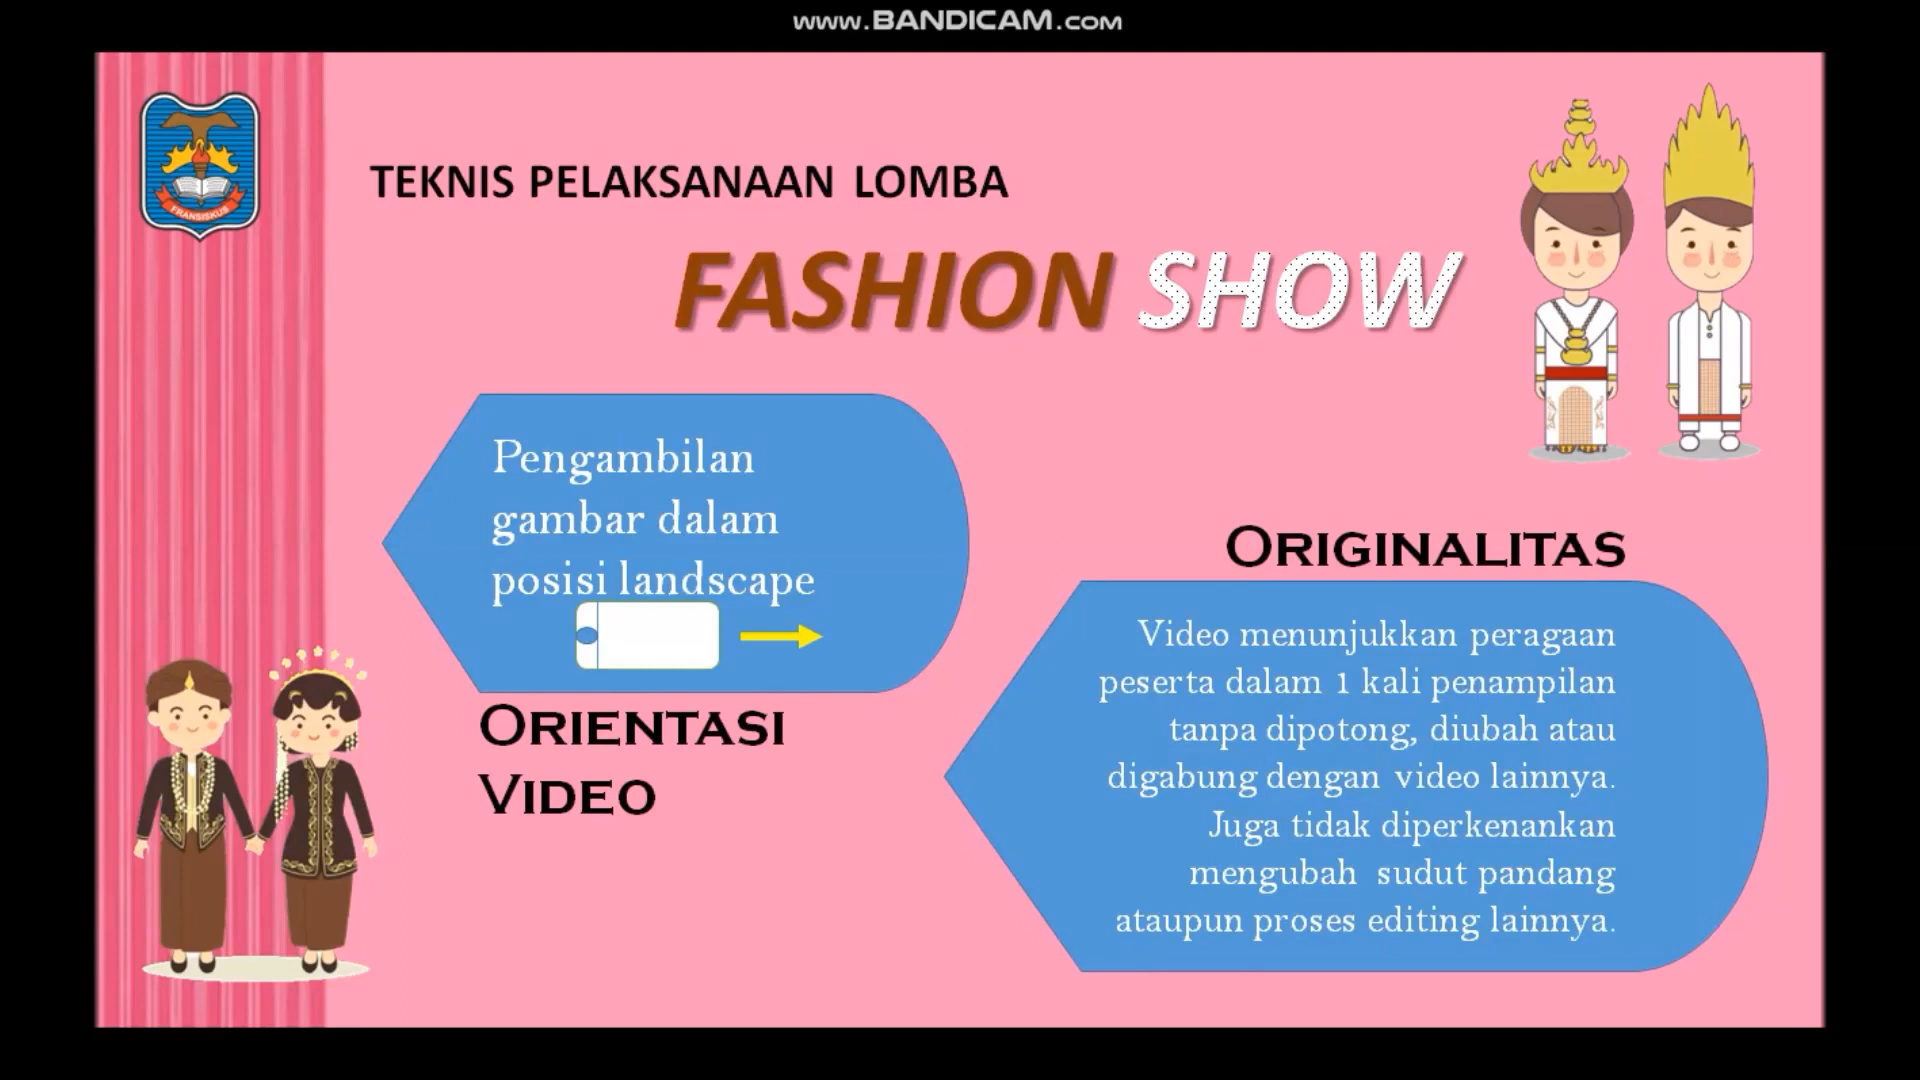 www.BANDICAM.com
FRANSISKUS
TEKNIS PELAKSANAAN LOMBA
FASHION SHOW
Pengambilan
gambar dalam
posisi landscape
ORIENTASI
VIDEO
ORIGINALITAS
Video menunjukkan peragaan
peserta dalam 1 kali penampilan
tanpa dipotong, diubah atau
digabung dengan video lainnya.
Juga tidak diperkenankan
mengubah sudut pandang
ataupun proses editing lainnya.